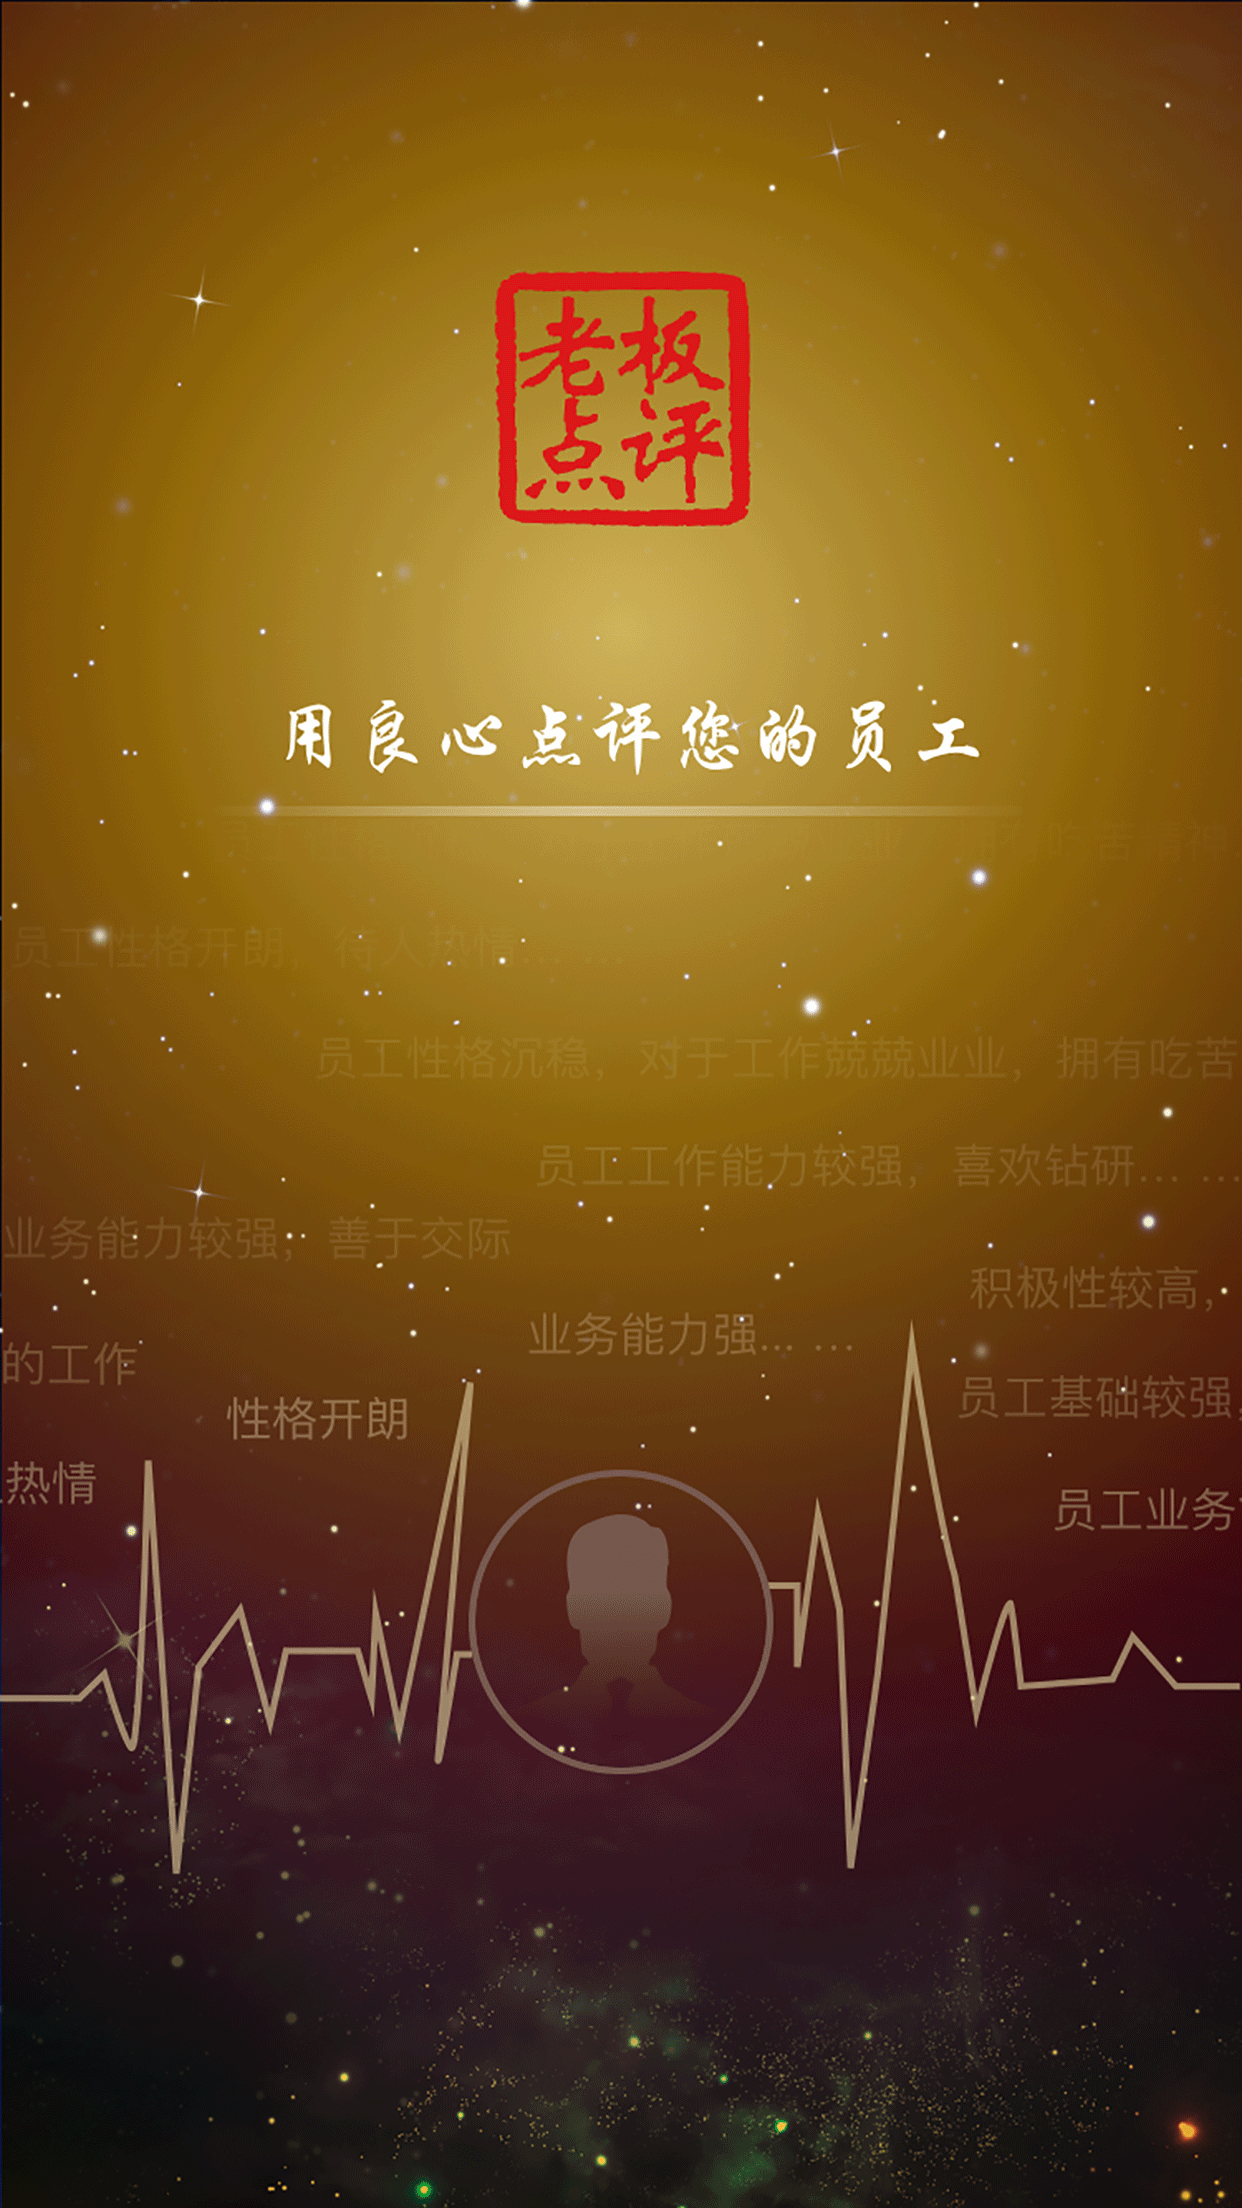 老板
点评
用良心点评您的员工
苦精神
员工性格开朗，待人热情... ...
员工性格沉稳，对于工作兢兢业业，拥有吃苦
员工工作能力较强，喜欢钻研... ...
业务能力较强，善于交际
积极性较高，
业务能力强... ...
的工作
员工基础较强，
性格开朗
热情
员工业务